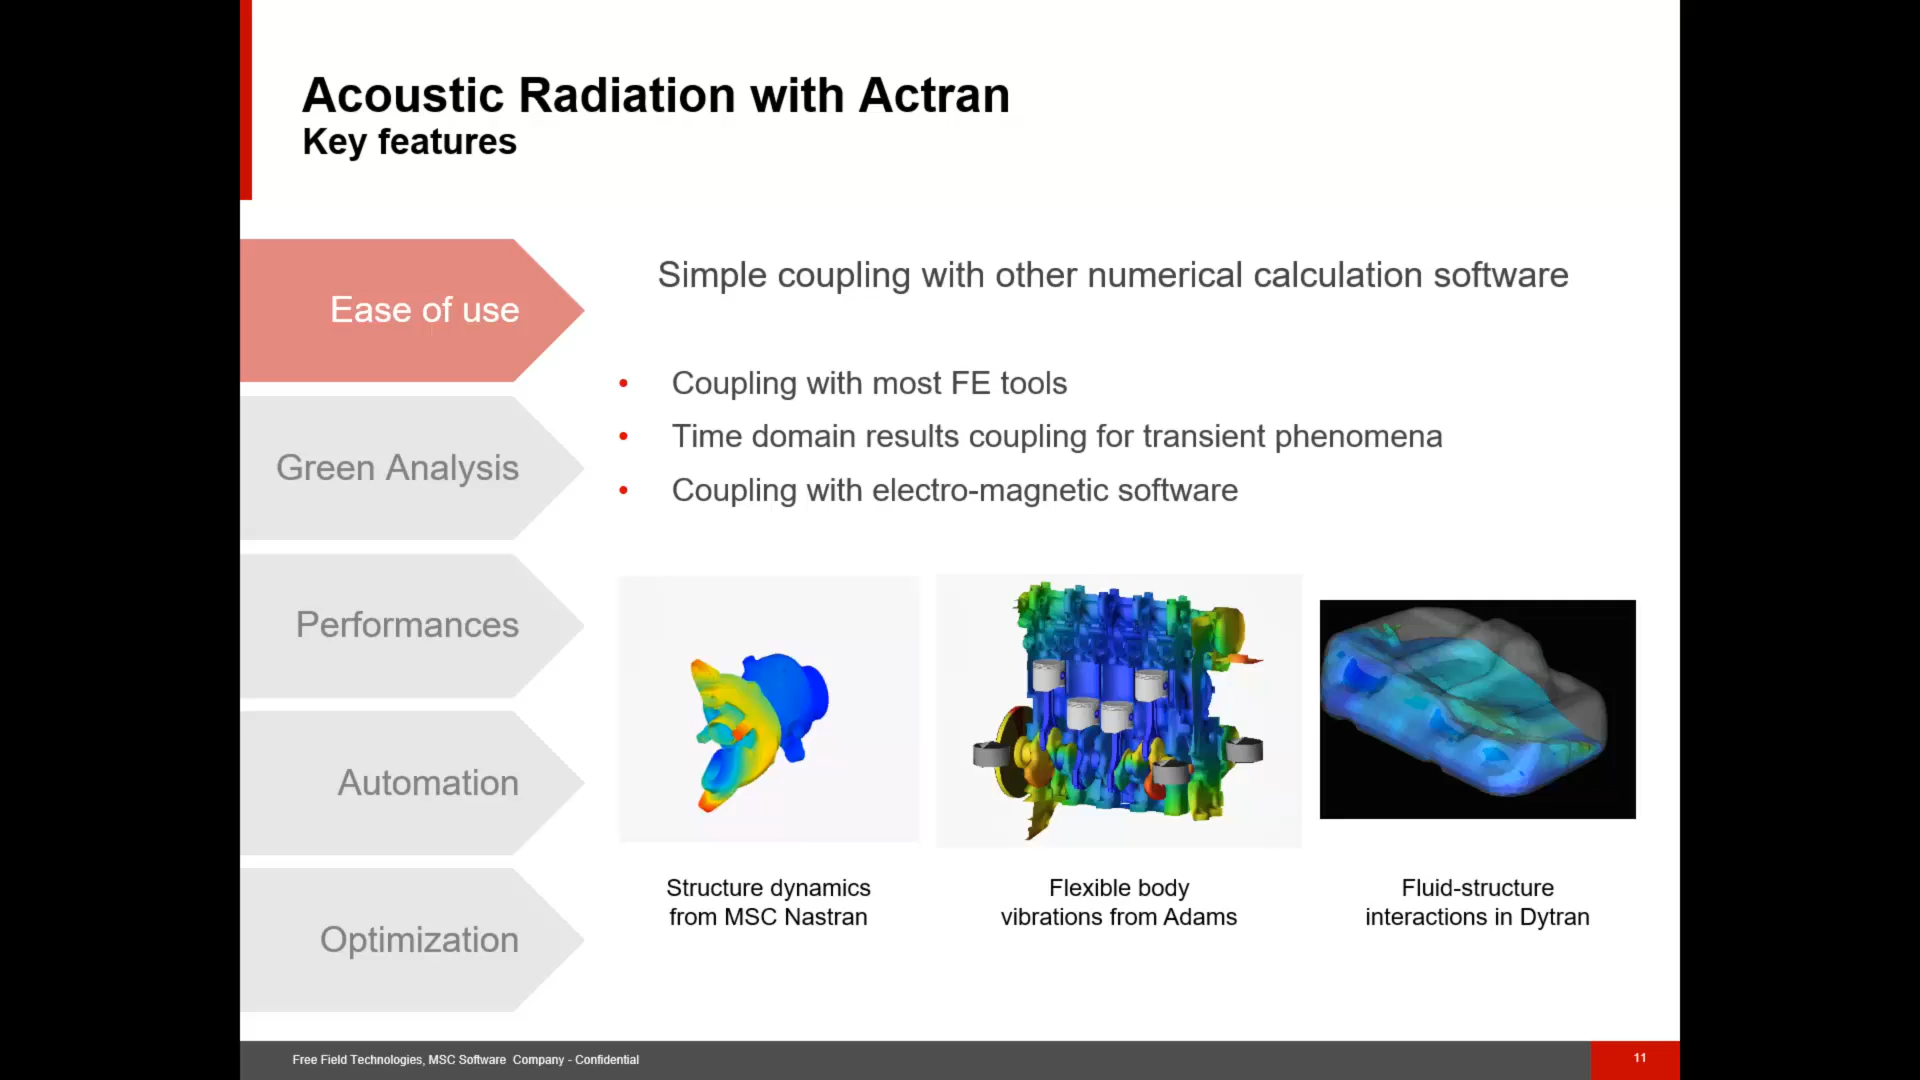 Acoustic Radiation with Actran
Key features
Ease of use
Green Analysis
Performances
Automation
Optimization
Simple coupling with other numerical calculation software
• Coupling with most FE tools
• Time domain results coupling for transient phenomena
• Coupling with electro-magnetic software
Structure dynamics
from MSC Nastran
Flexible body
vibrations from Adams
Fluid-structure
interactions in Dytran
Free Field Technologies, MSC Software Company - Confidential
11